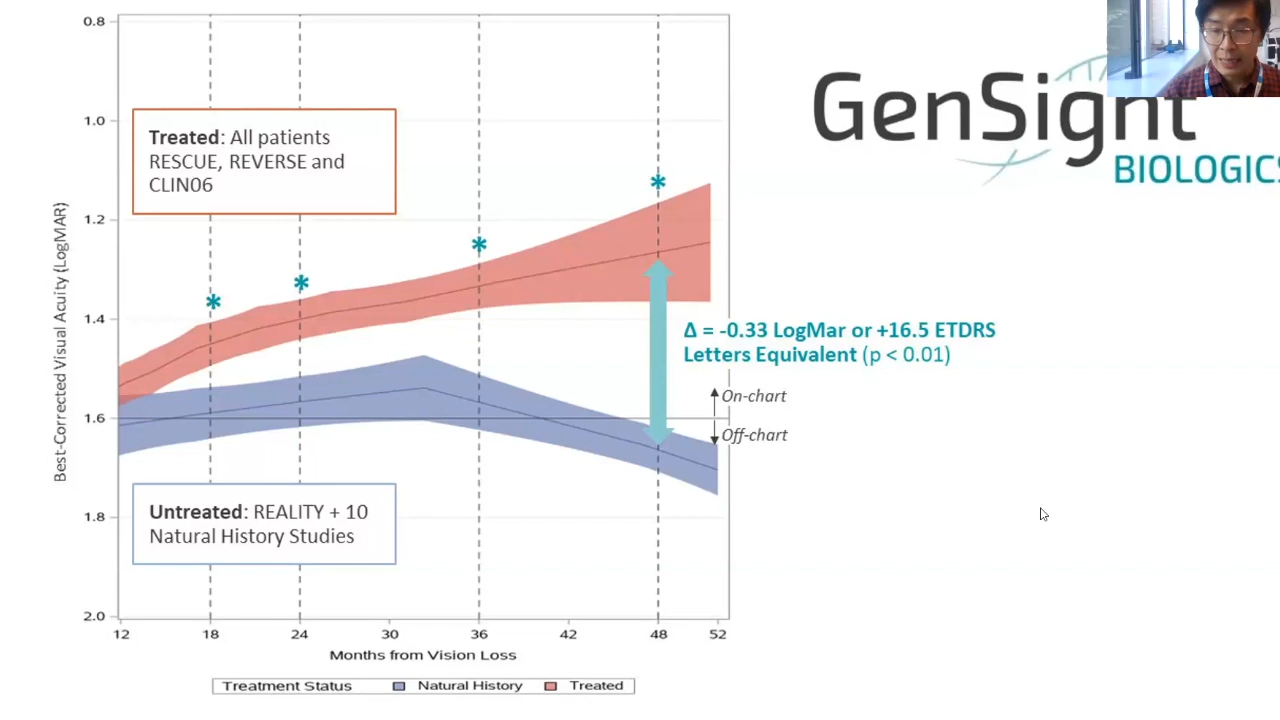 GenSight
BIOLOGICS
0.8
1.0
1.2
1.4
1.6
1.8
2.0
Best-Corrected Visual Acuity (LogMAR)
Treated: All patients
RESCUE, REVERSE and
CLIN06
*
*
*
*
Δ = -0.33 LogMar or +16.5 ETDRS
Letters Equivalent (p < 0.01)
On-chart
Off-chart
Untreated: REALITY + 10
Natural History Studies
12
18
24
30
36
42
48
52
Months from Vision Loss
Treatment Status
Natural History
Treated